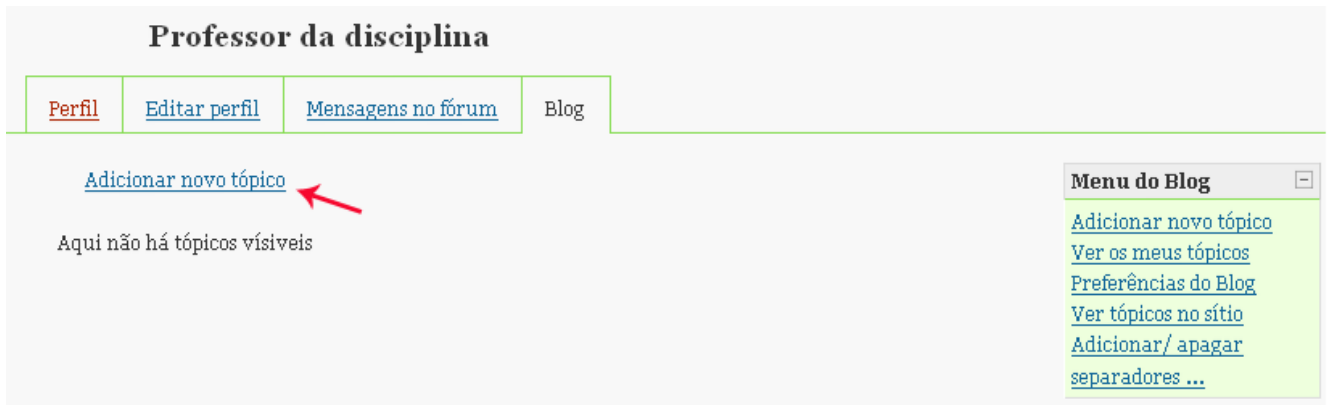 Professor da disciplina
Perfil Editar perfil Mensagens no fórum Blog
Adicionar novo tópico
Aqui não há tópicos vísiveis
Menu do Blog
Adicionar novo tópico
Ver os meus tópicos
Preferências do Blog
Ver tópicos no sítio
Adicionar/ apagar
separadores ...